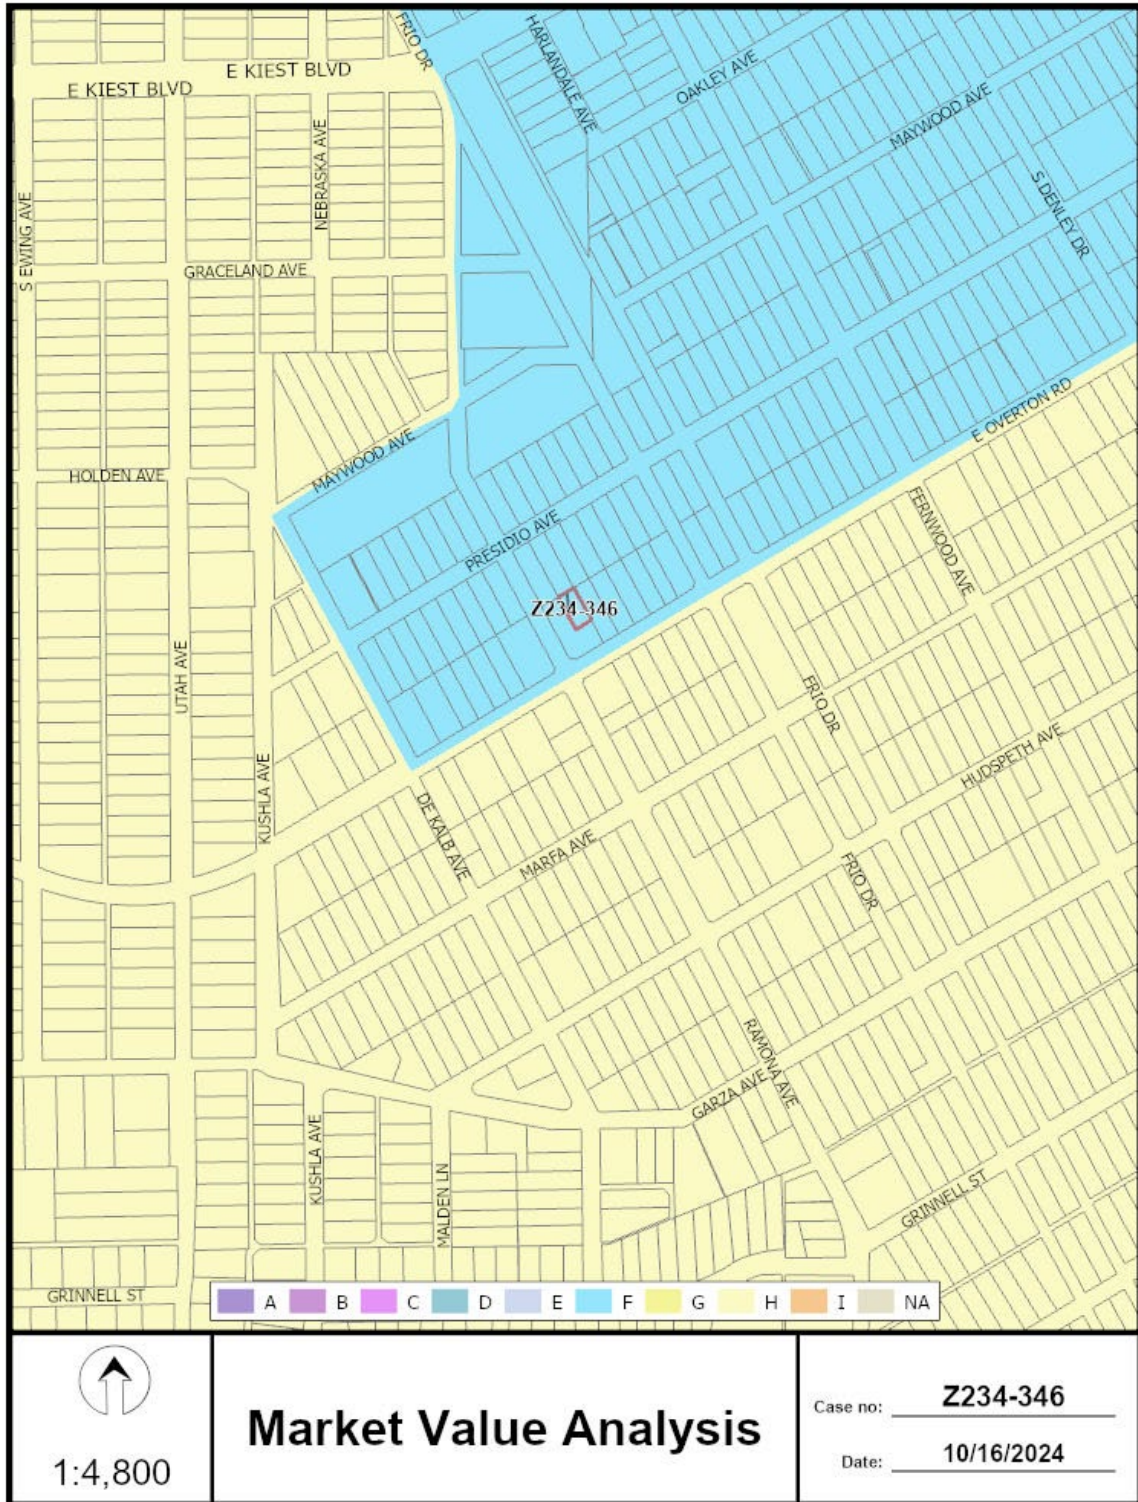 FRIO DR
HARLANDALE AVE
OAKLEY AVE
E KIEST BLVD
E KIEST BLVD
MAYWOOD AVE
NEBRASKA AVE
S DENLEY DR
S EWING AVE
GRACELAND AVE
E OVERTON RD
MAYWOOD AVE
HOLDEN AVE
PRESIDIO AVE
FERNWOOD AVE
Z234-346
UTAH AVE
FRIO DR
HUDSPETH AVE
KUSHLA AVE
DE KALB AVE
MARFA AVE
FRIO DR
RAMONA AVE
GARZA AVE
KUSHLA AVE
MALDEN LN
GRINNELL ST
GRINNELL ST
A B C D E F G H I NA
1:4,800
Market Value Analysis
Case no: Z234-346
Date: 10/16/2024